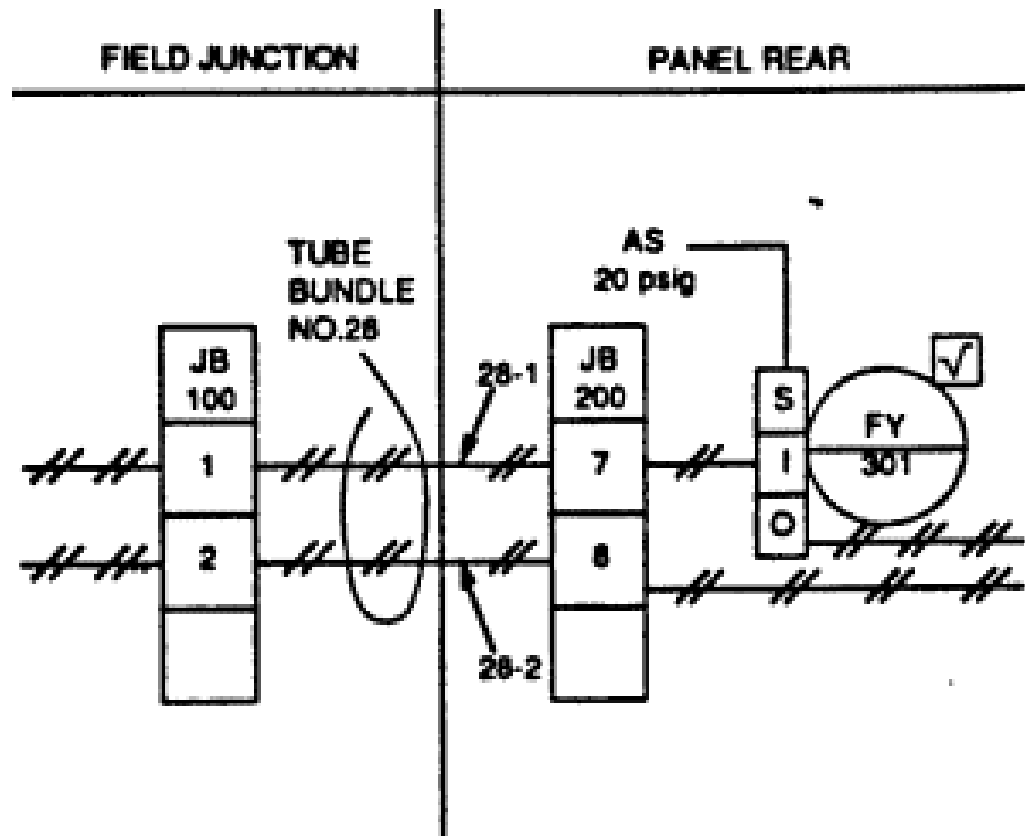 FIELD JUNCTION
PANEL REAR
TUBE
BUNDLE
NO.28
AS
20 psig
JB
100
1
2
28-1
28-2
JB
200
7
8
S
I
O
√
FY
301